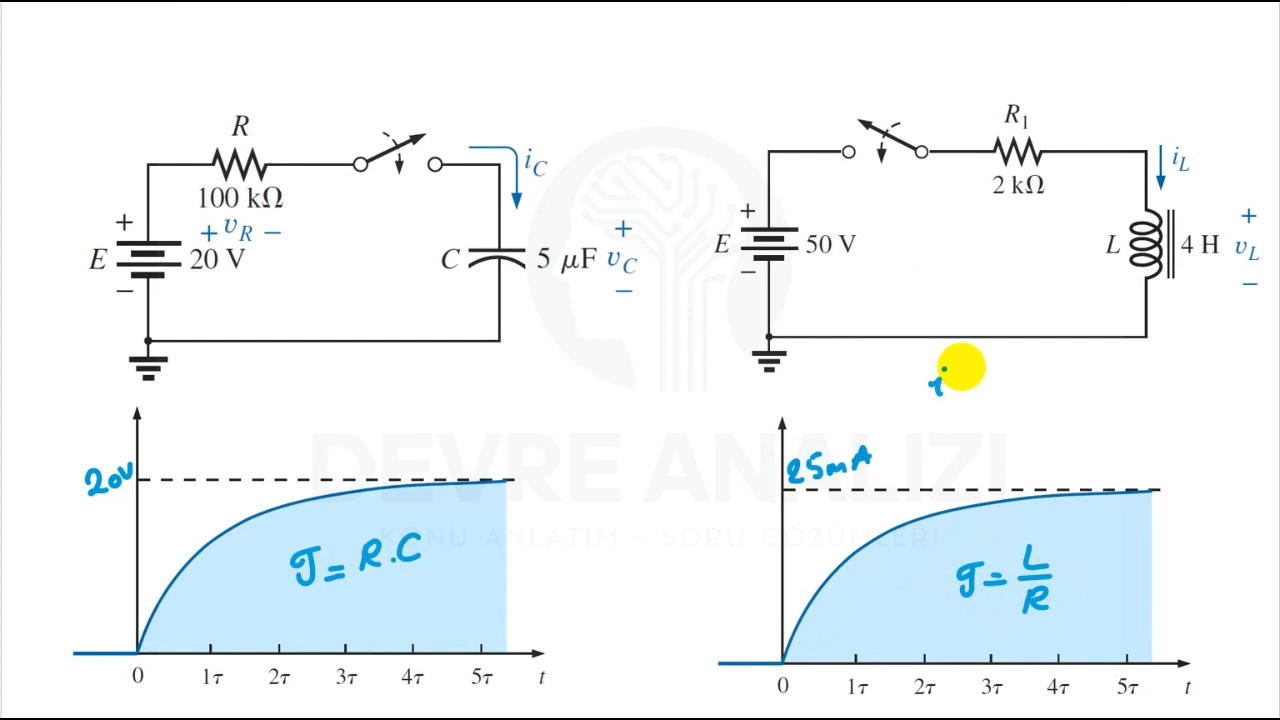 R
100 kΩ
+ v_R −
+
E
20 V
−
i_C
C
5 μF
+
v_C
−
R₁
2 kΩ
+
E
50 V
−
i_L
L
4 H
+
v_L
−
i
DEVRE ANALİZİ
KONU ANLATIM - SORU ÇÖZÜMLERİ
20V
τ = R.C
0 1τ 2τ 3τ 4τ 5τ t
25mA
τ = L/R
0 1τ 2τ 3τ 4τ 5τ t